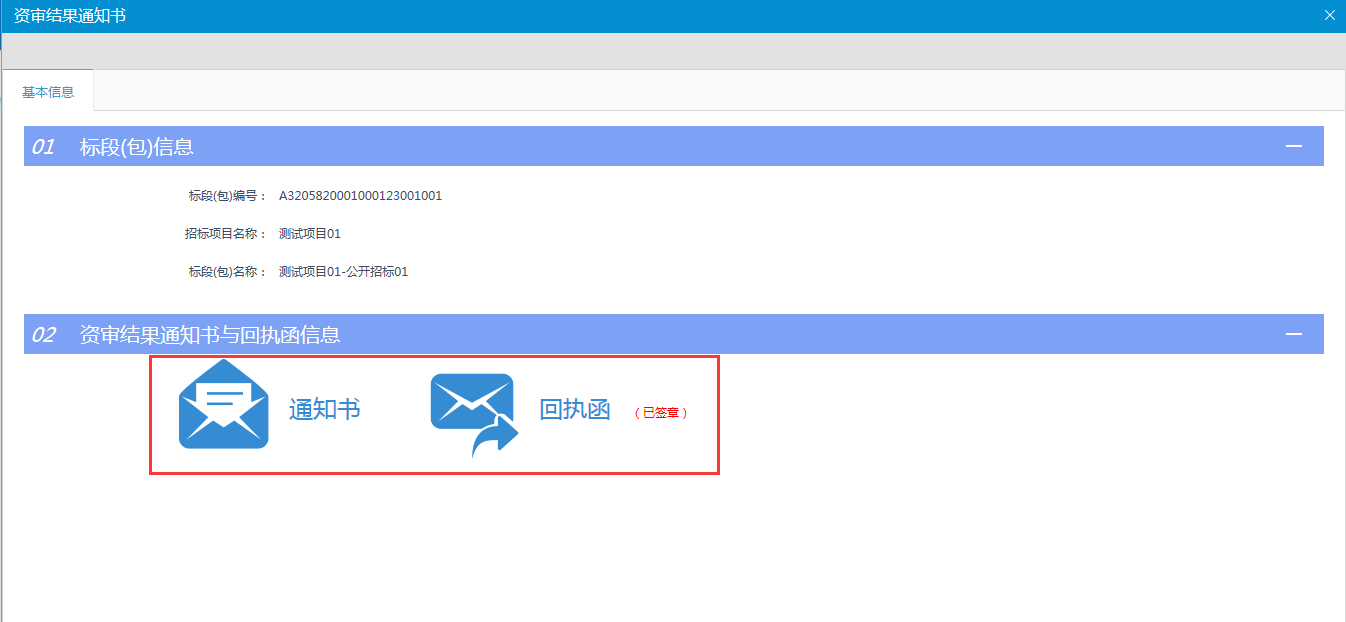 资审结果通知书
基本信息
01 标段(包)信息
标段(包)编号： A3205820001000123001001
招标项目名称： 测试项目01
标段(包)名称： 测试项目01-公开招标01
02 资审结果通知书与回执函信息
通知书 回执函 （已签章）